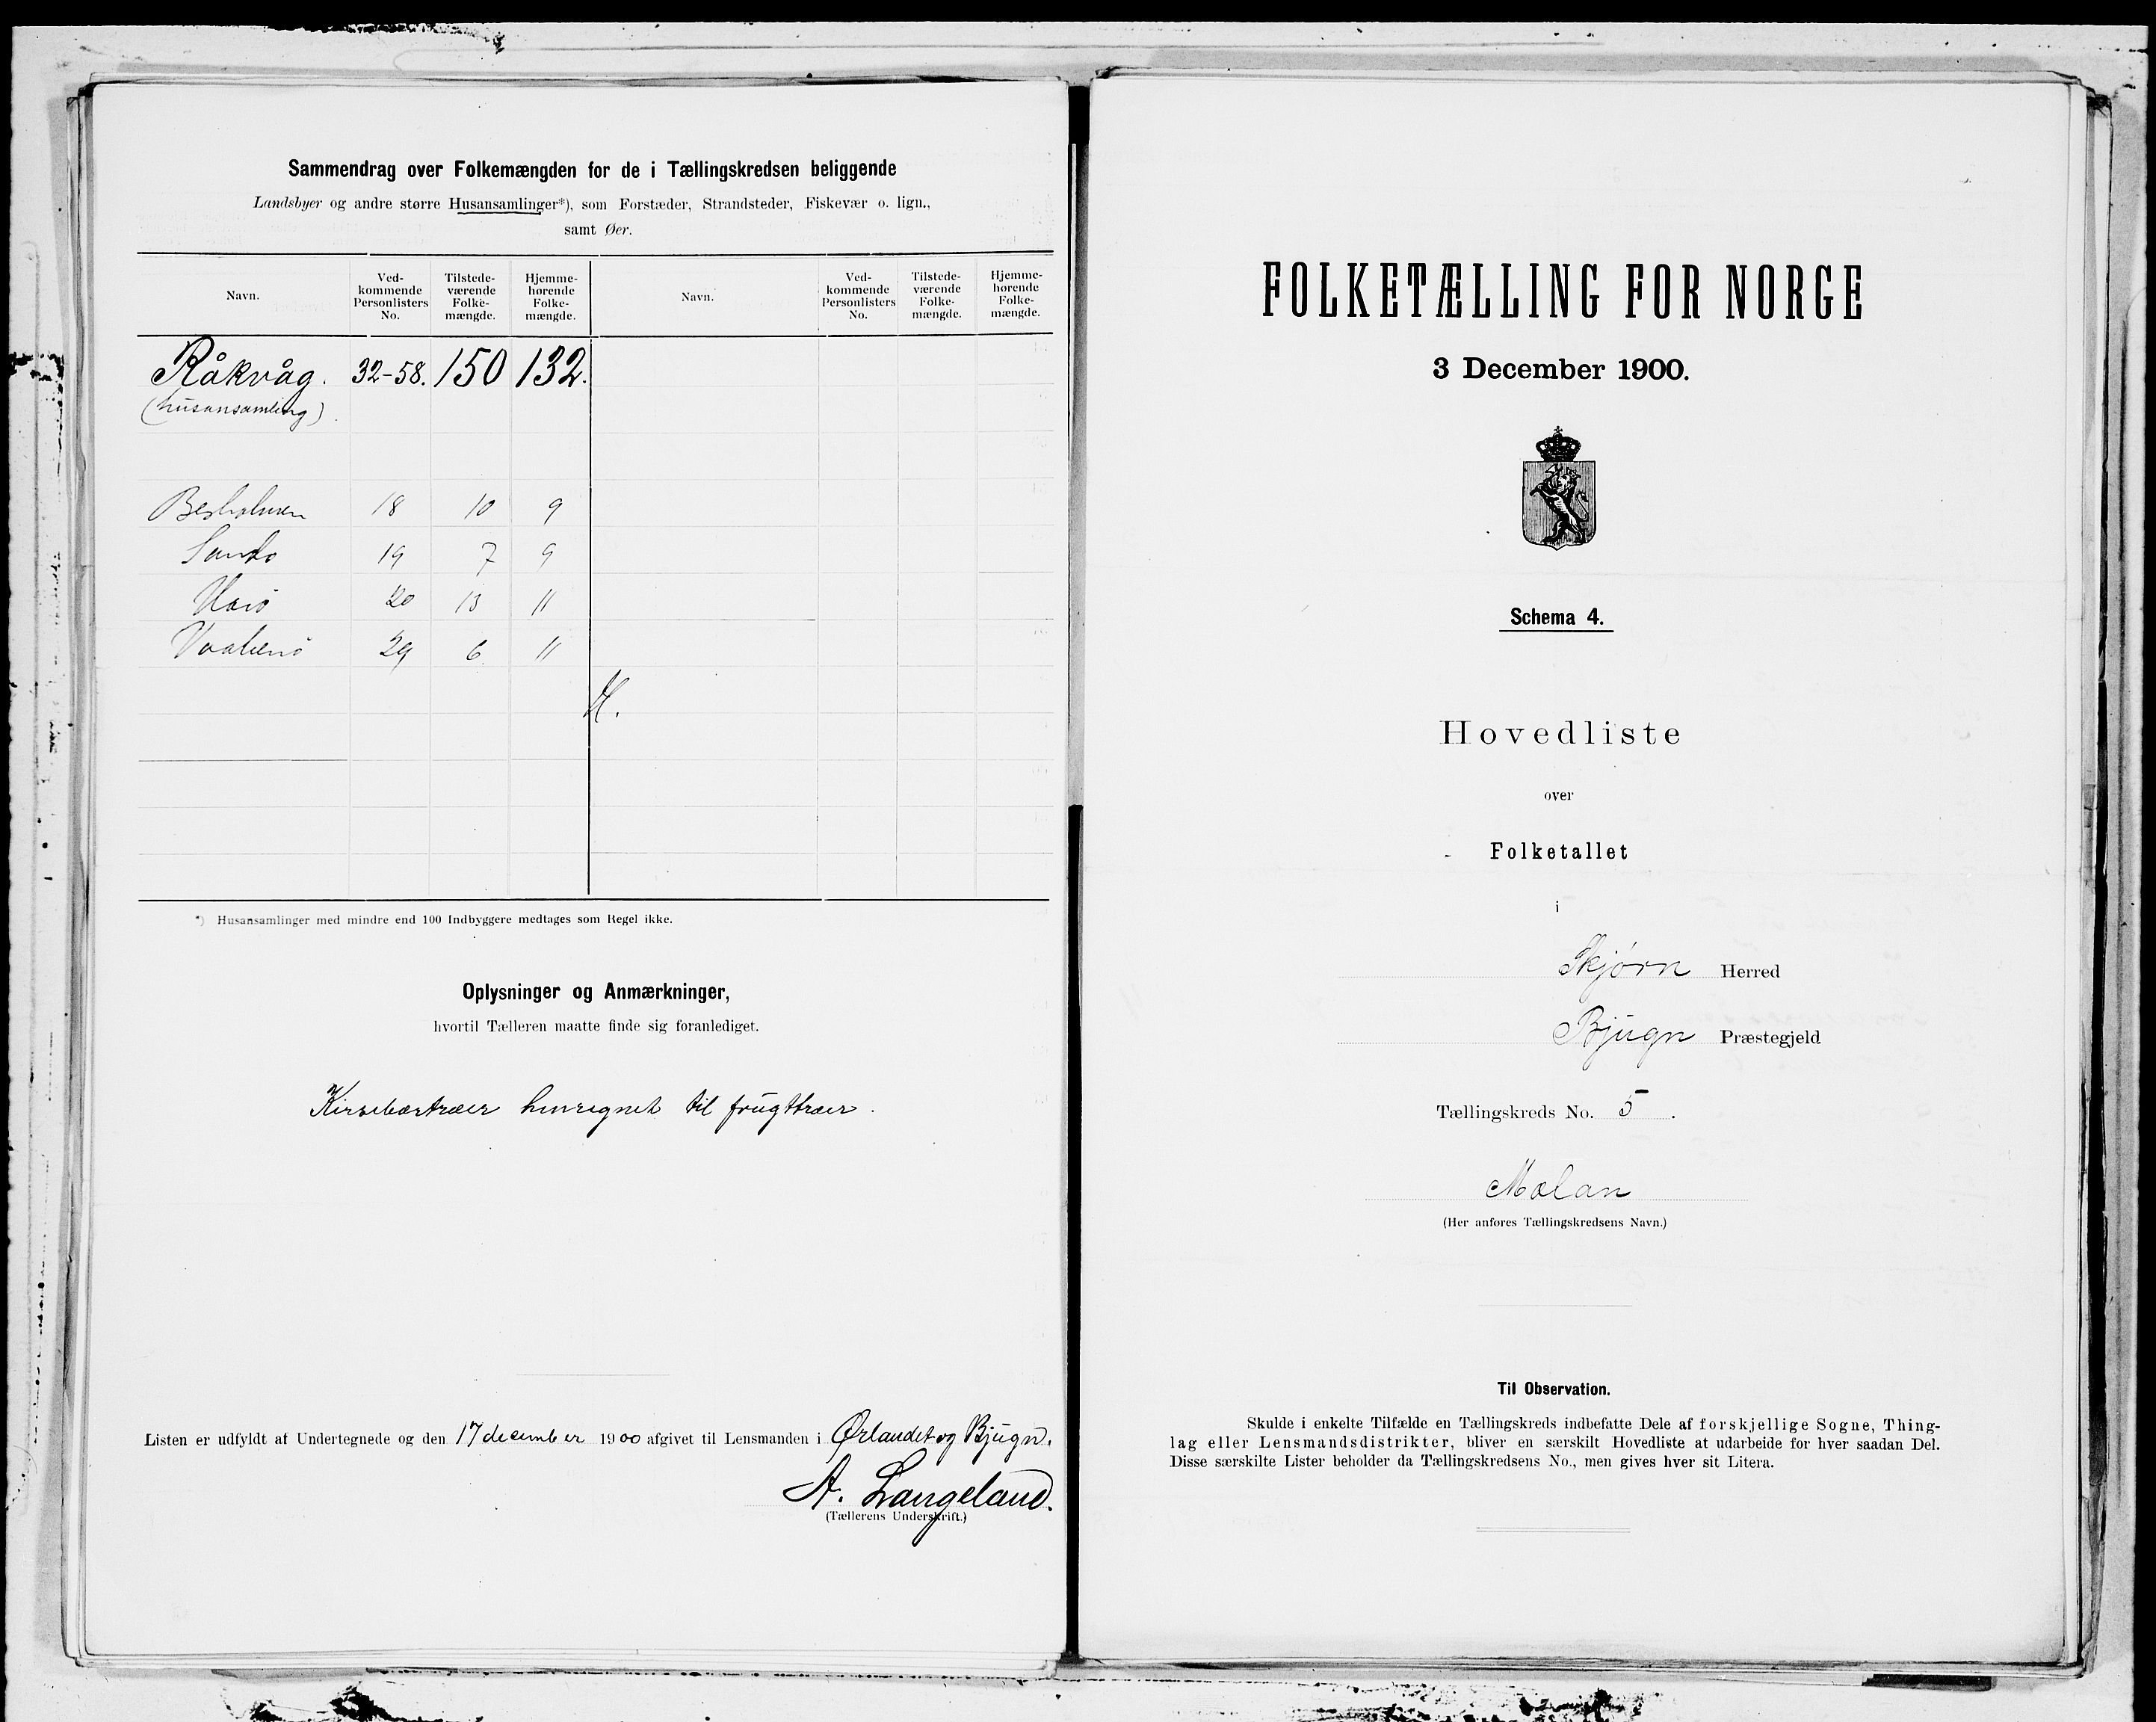 Sammendrag over Folkemængden for de i Tællingskredsen beliggende
Landsbyer og andre større Husansamlinger*), som Forstæder, Strandsteder, Fiskevær o. lign.,
samt Øer.
Navn. Ved-kommende Personlisters No. Tilstede-værende Folke-mængde. Hjemme-hørende Folke-mængde. Navn. Ved-kommende Personlisters No. Tilstede-værende Folke-mængde. Hjemme-hørende Folke-mængde.
Råkvåg. 32-58. 150 132.
(husansamling)
Besholmen 18 10 9
19 7 9
20 13 11
29 6 11
*) Husansamlinger med mindre end 100 Indbyggere medtages som Regel ikke.
Oplysninger og Anmærkninger,
hvortil Tælleren maatte finde sig foranlediget.
Kirsebærtræer henregnet til frugttræer.
Listen er udfyldt af Undertegnede og den 17 december 1900 afgivet til Lensmanden i Ørlandet og Bjugn.
A. Langeland.
(Tællerens Underskrift.)
FOLKETÆLLING FOR NORGE
3 December 1900.
Schema 4.
Hovedliste
over
Folketallet
i
Skjørn Herred
Bjugn Præstegjeld
Tællingskreds No. 5.
Mælan
(Her anføres Tællingskredsens Navn.)
Til Observation.
Skulde i enkelte Tilfælde en Tællingskreds indbefatte Dele af forskjellige Sogne, Thing-
lag eller Lensmandsdistrikter, bliver en særskilt Hovedliste at udarbeide for hver saadan Del.
Disse særskilte Lister beholder da Tællingskredsens No., men gives hver sit Litera.